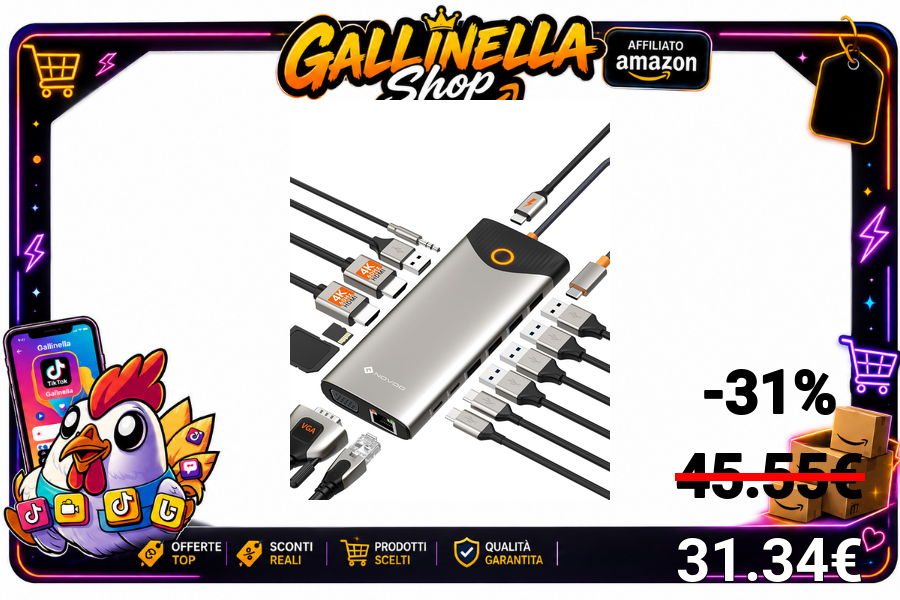 GALLINELLA
Shop
AFFILIATO
amazon
4K
HDMI
4K
HDMI
NOVOO
VGA
Gallinella
TikTok
Gallinella
-31%
45.55€
31.34€
OFFERTE
TOP
SCONTI
REALI
PRODOTTI
SCELTI
QUALITÀ
GARANTITA